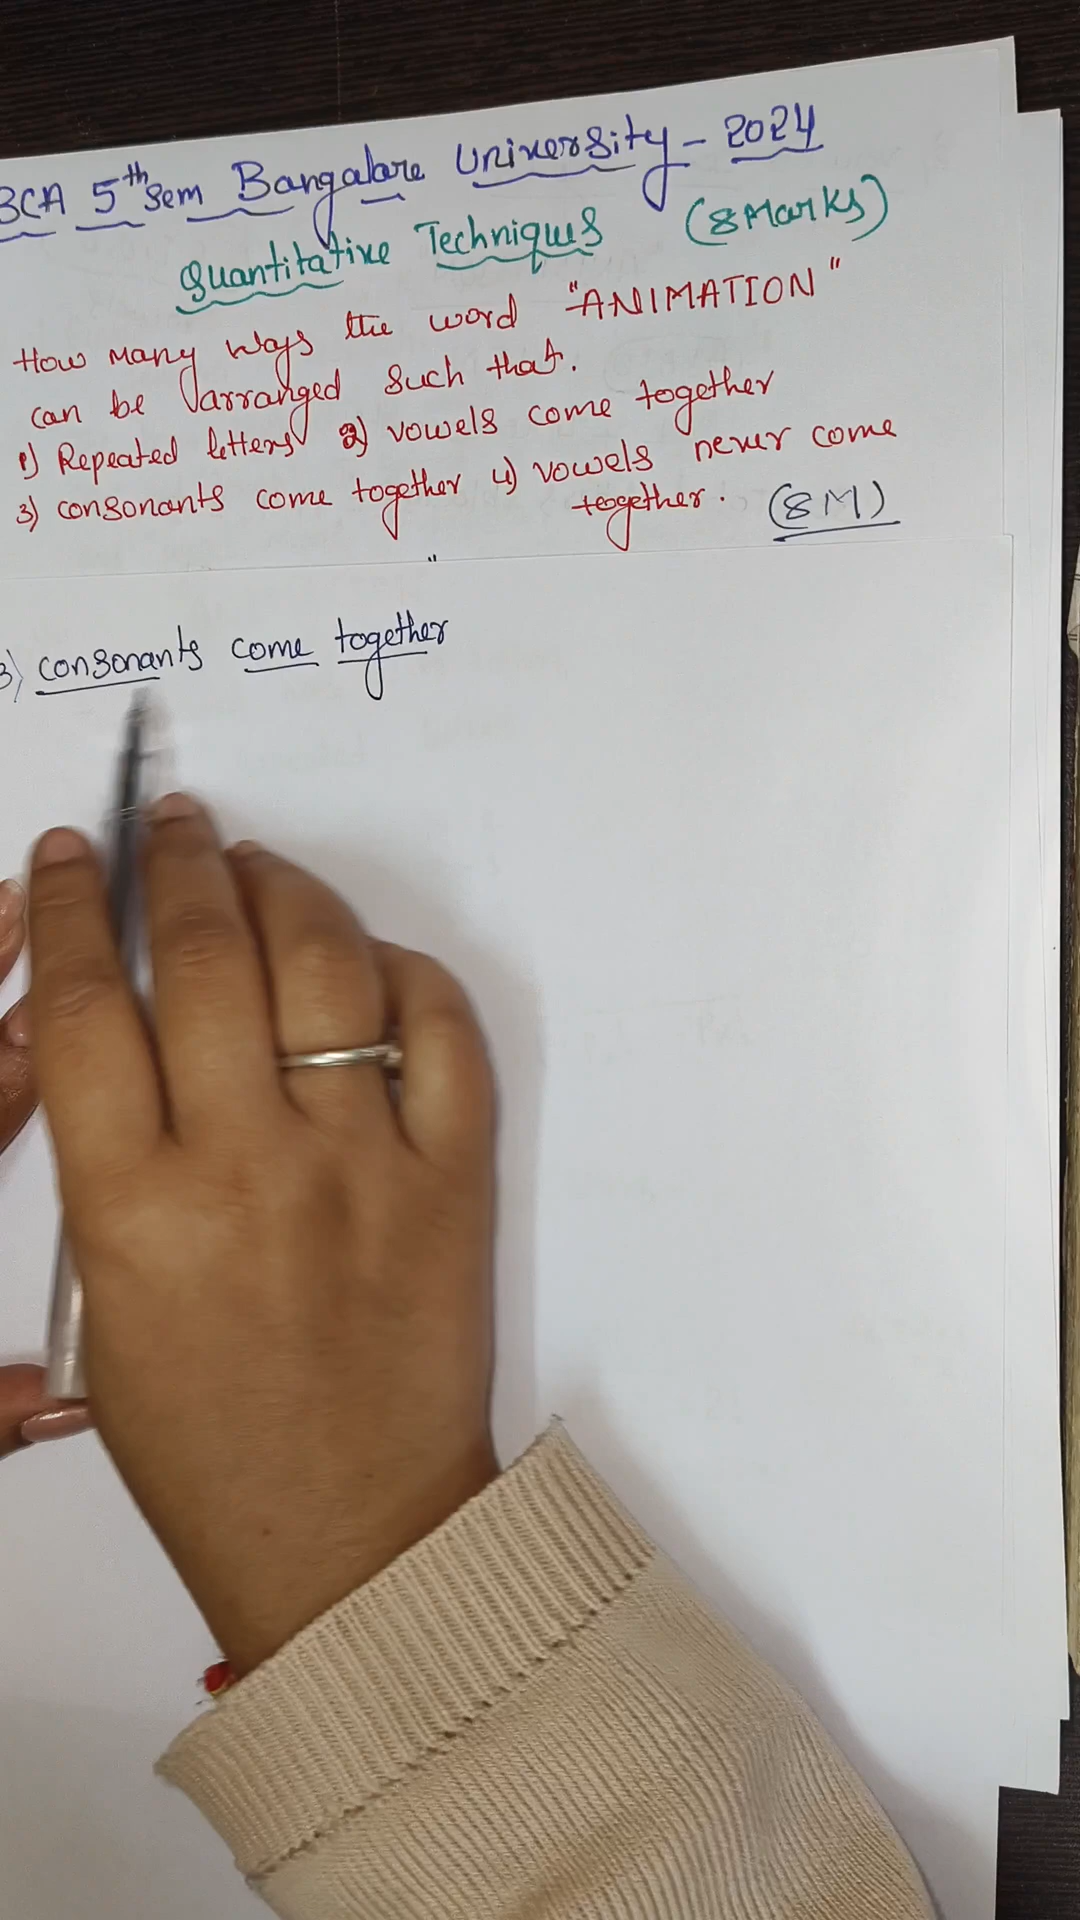 BCA 5th Sem Bangalore University - 2024
Quantitative Techniques (8 Marks)
How Many Ways the word "ANIMATION"
can be arranged such that.
1) Repeated letters 2) vowels come together
3) consonants come together 4) vowels never come
together. (8M)
3) consonants come together